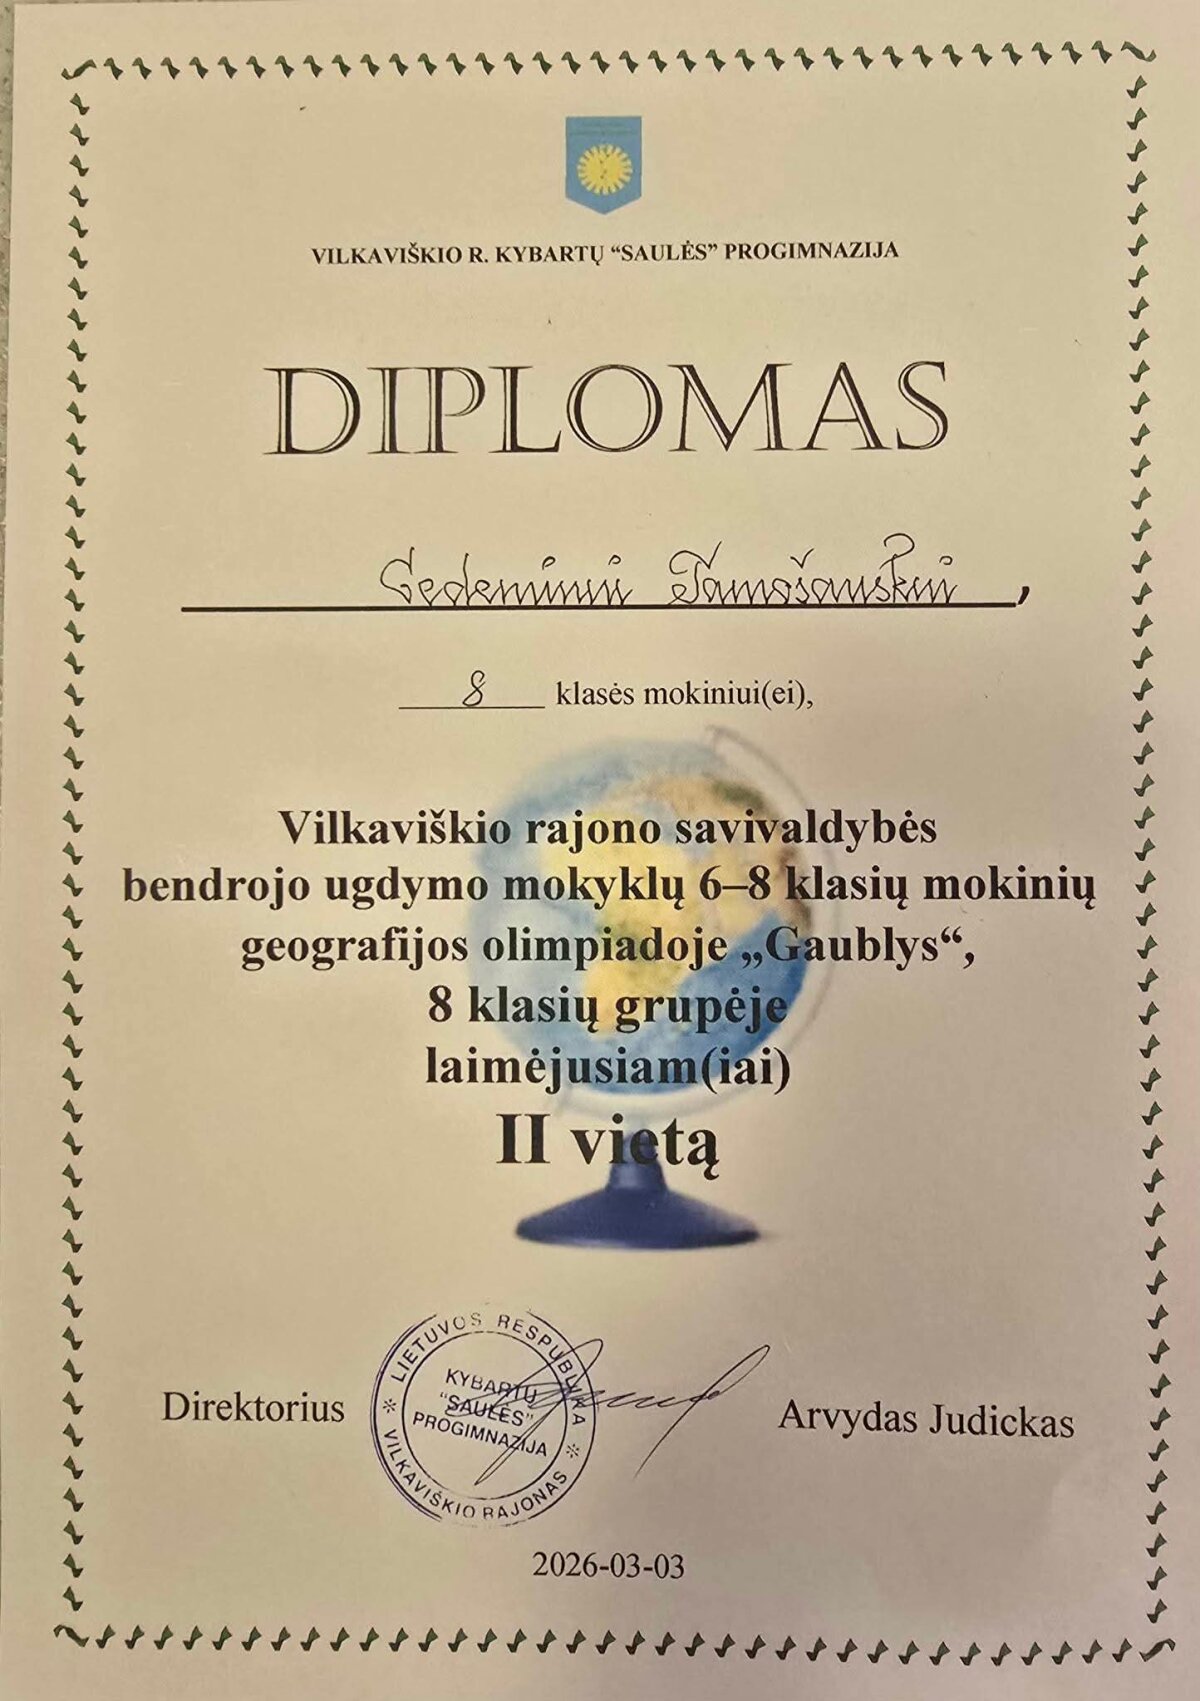 VILKAVIŠKIO R. KYBARTŲ “SAULĖS” PROGIMNAZIJA
DIPLOMAS
Gedeminui Tamošauskui,
8 klasės mokiniui(ei),
Vilkaviškio rajono savivaldybės
bendrojo ugdymo mokyklų 6–8 klasių mokinių
geografijos olimpiadoje „Gaublys“,
8 klasių grupėje
laimėjusiam(iai)
II vietą
LIETUVOS RESPUBLIKA
KYBARTŲ
“SAULĖS”
PROGIMNAZIJA
* VILKAVIŠKIO RAJONAS *
Direktorius
Arvydas Judickas
2026-03-03